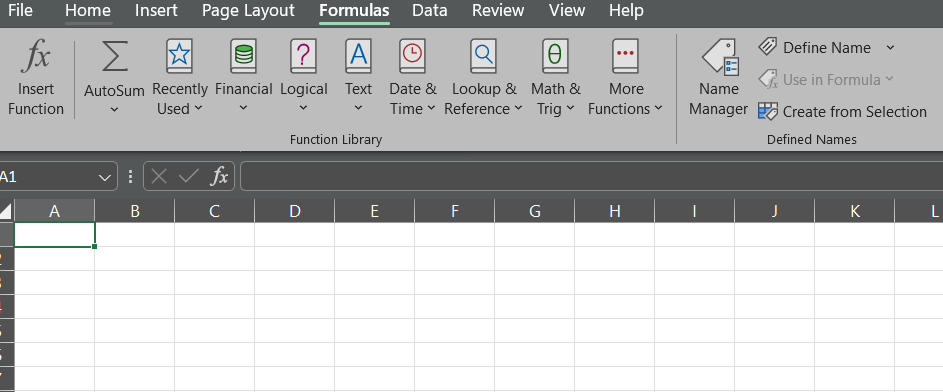 File Home Insert Page Layout Formulas Data Review View Help
fx
Insert Function
AutoSum
Recently Used
Financial
Logical
?
A
Text
Date & Time
Lookup & Reference
θ
Math & Trig
More Functions
Function Library
Name Manager
Define Name
Use in Formula
Create from Selection
Defined Names
A1
fx
A B C D E F G H I J K L